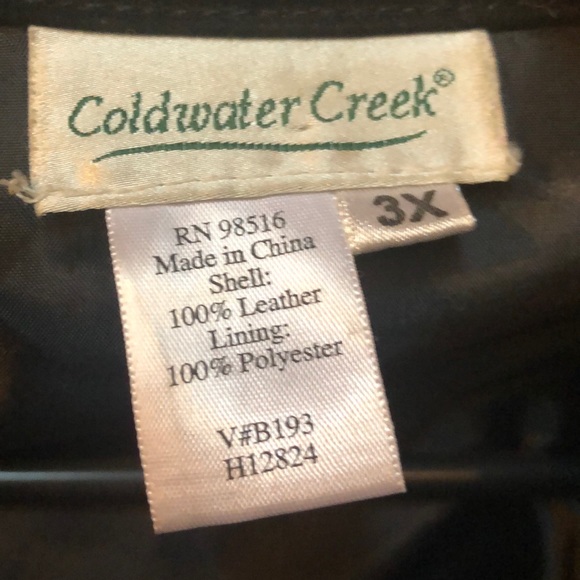 Coldwater Creek®
3X
RN 98516
Made in China
Shell:
100% Leather
Lining:
100% Polyester
V#B193
H12824